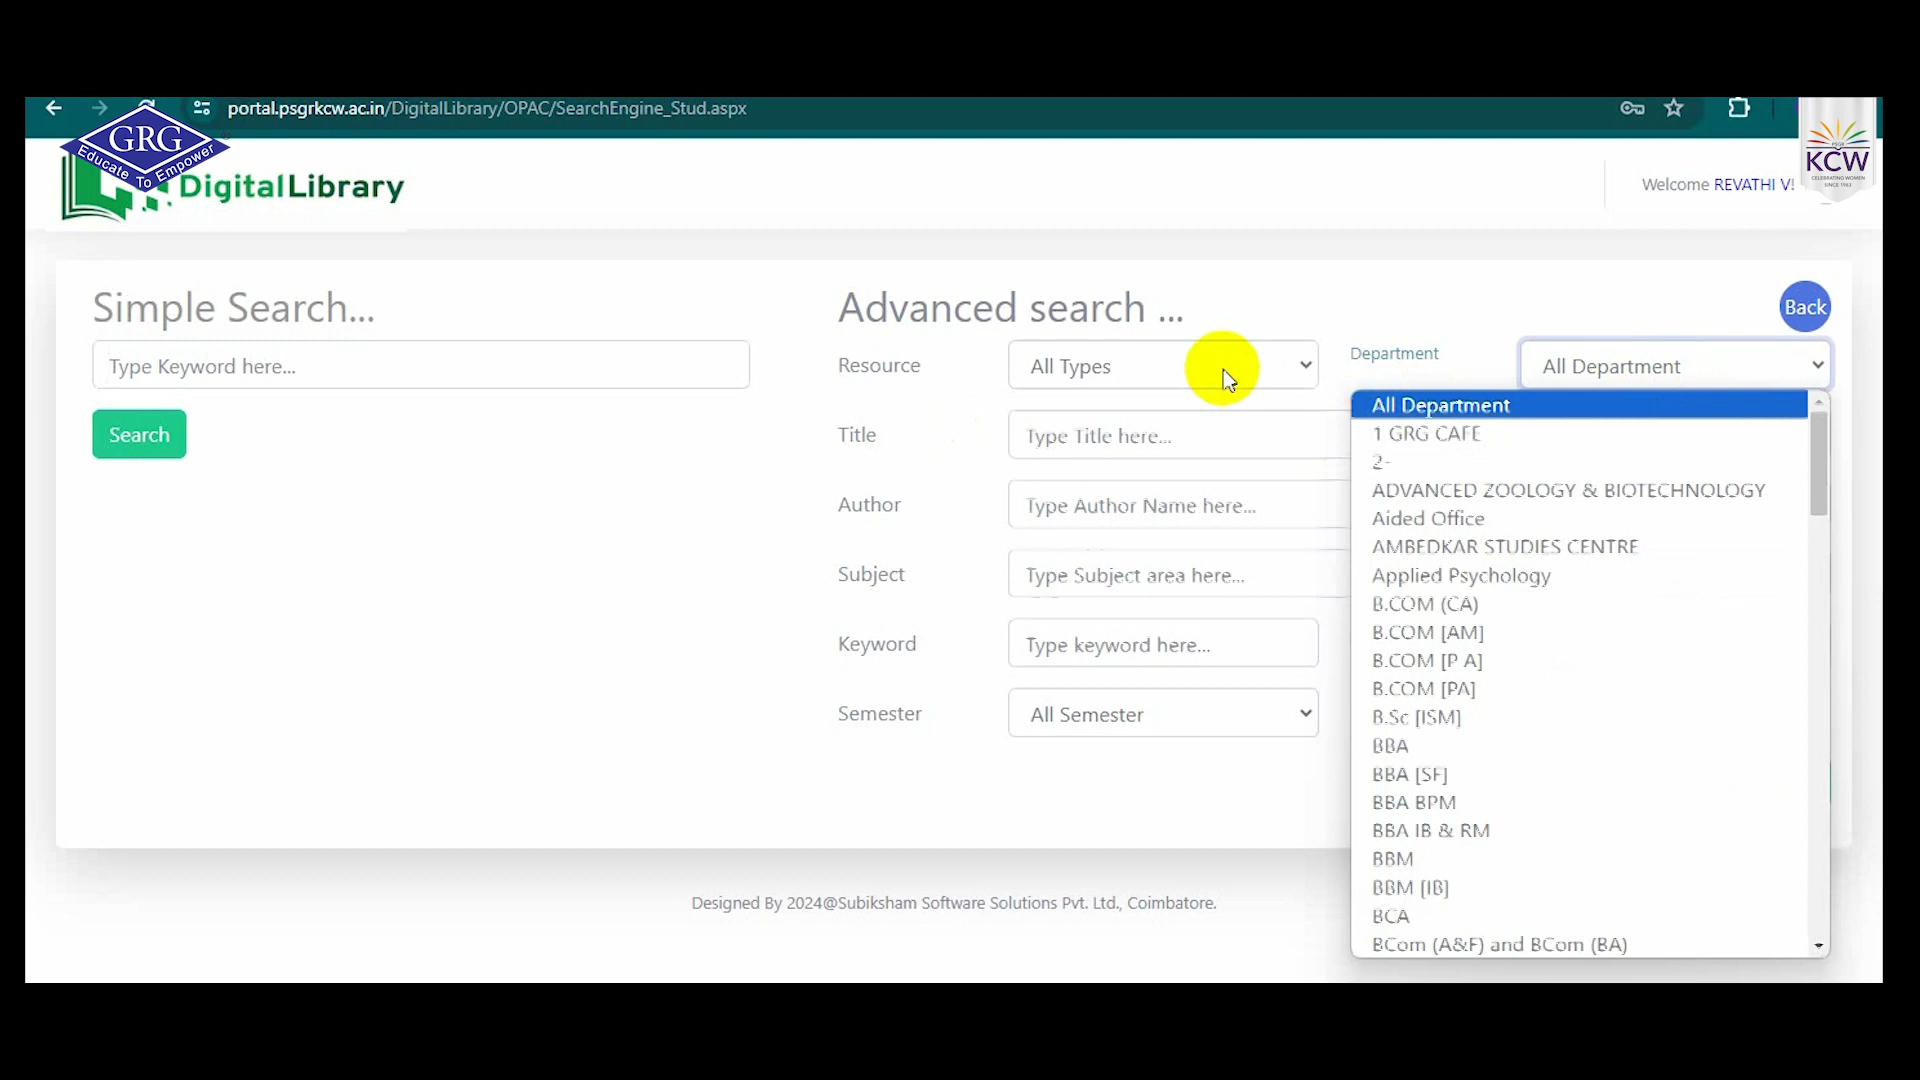 portal.psgrkcw.ac.in/DigitalLibrary/OPAC/SearchEngine_Stud.aspx
GRG
Educate To Empower
DigitalLibrary
Welcome REVATHI V!
PSGR
KCW
CELEBRATING WOMEN
SINCE 1963
Simple Search...
Type Keyword here...
Search
Advanced search ...
Back
Resource
All Types
Department
All Department
Title
Type Title here...
Author
Type Author Name here...
Subject
Type Subject area here...
Keyword
Type keyword here...
Semester
All Semester
All Department
1 GRG CAFE
2-
ADVANCED ZOOLOGY & BIOTECHNOLOGY
Aided Office
AMBEDKAR STUDIES CENTRE
Applied Psychology
B.COM (CA)
B.COM [AM]
B.COM [P A]
B.COM [PA]
B.Sc [ISM]
BBA
BBA [SF]
BBA BPM
BBA IB & RM
BBM
BBM [IB]
BCA
BCom (A&F) and BCom (BA)
Designed By 2024@Subiksham Software Solutions Pvt. Ltd., Coimbatore.